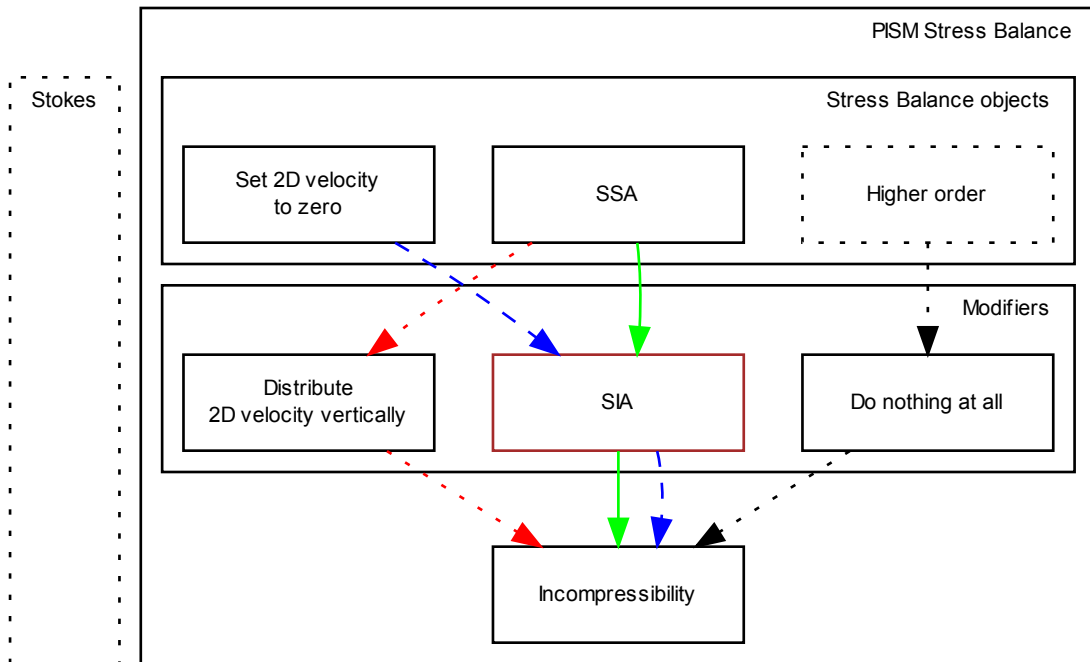 PISM Stress Balance
Stokes
Stress Balance objects
Set 2D velocity
to zero
SSA
Higher order
Modifiers
Distribute
2D velocity vertically
SIA
Do nothing at all
Incompressibility